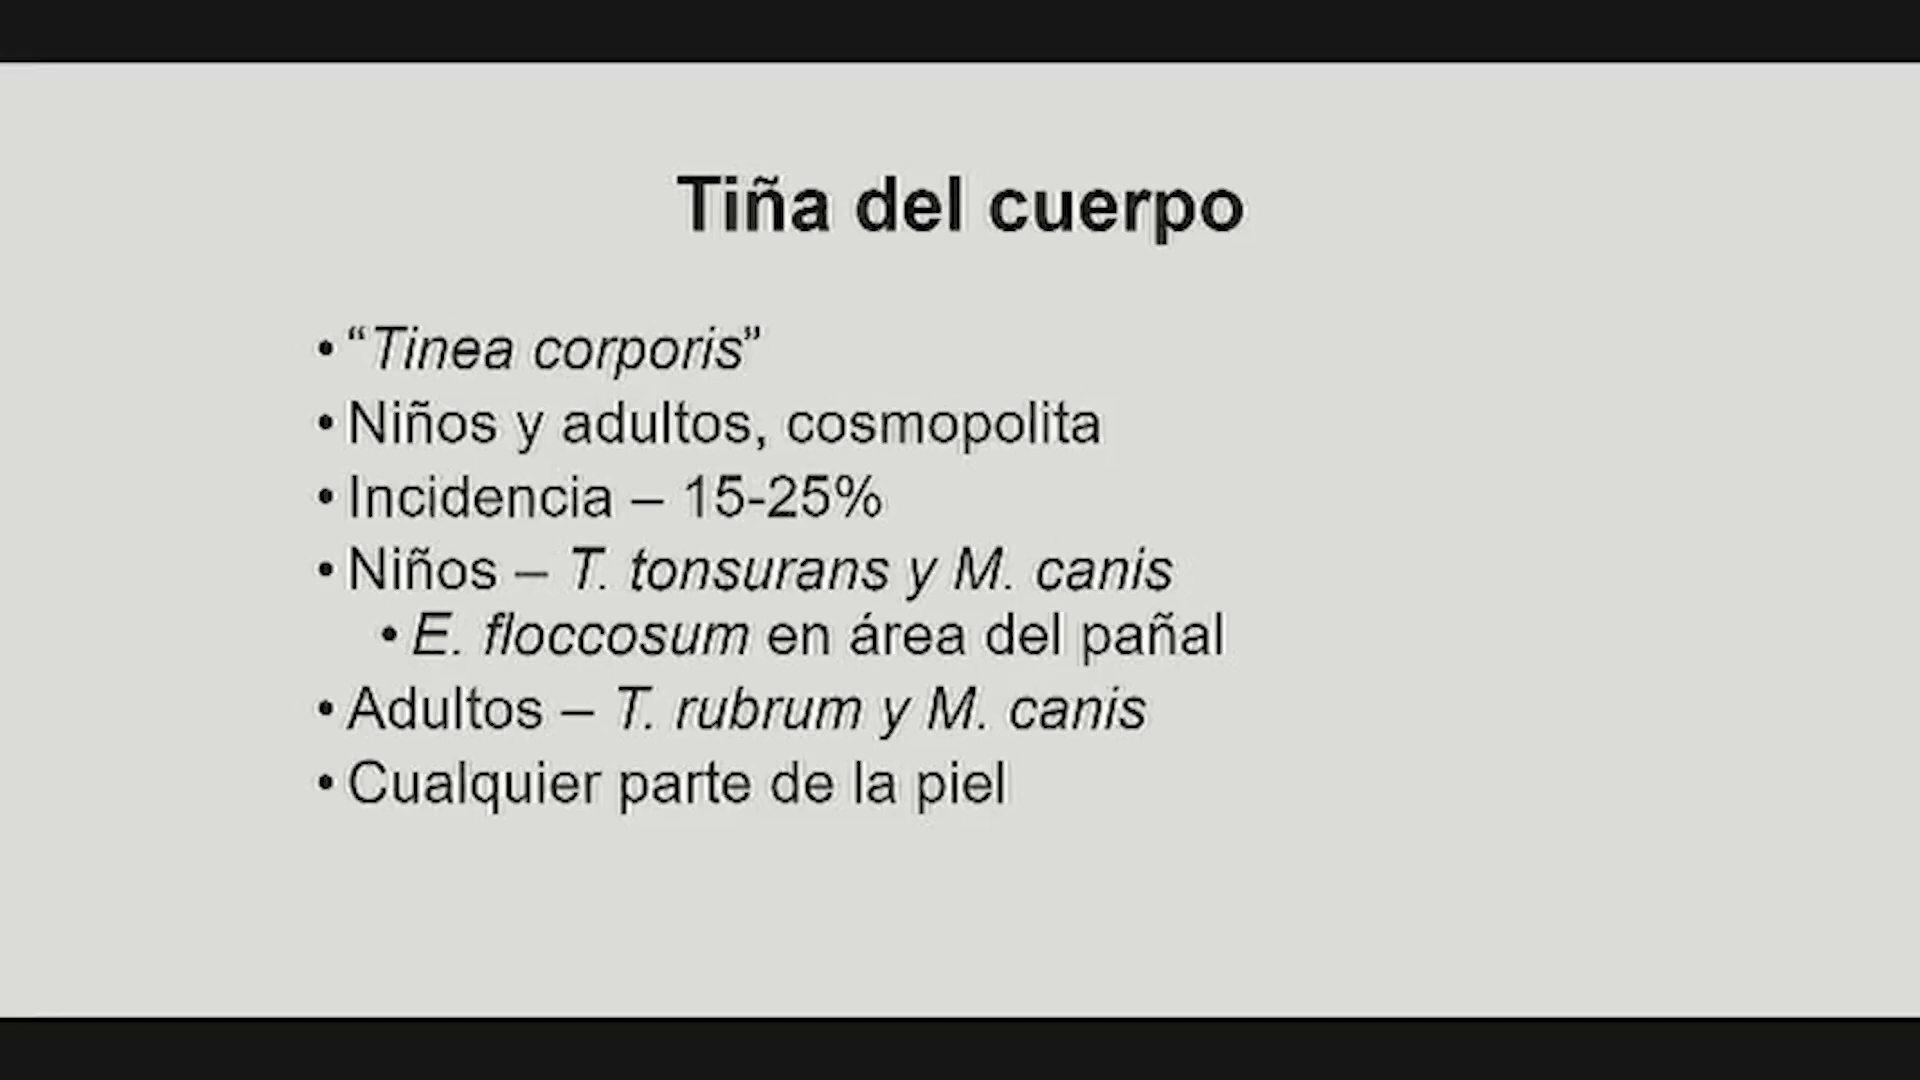 Tiña del cuerpo
• “Tinea corporis”
• Niños y adultos, cosmopolita
• Incidencia – 15-25%
• Niños – T. tonsurans y M. canis
• E. floccosum en área del pañal
• Adultos – T. rubrum y M. canis
• Cualquier parte de la piel